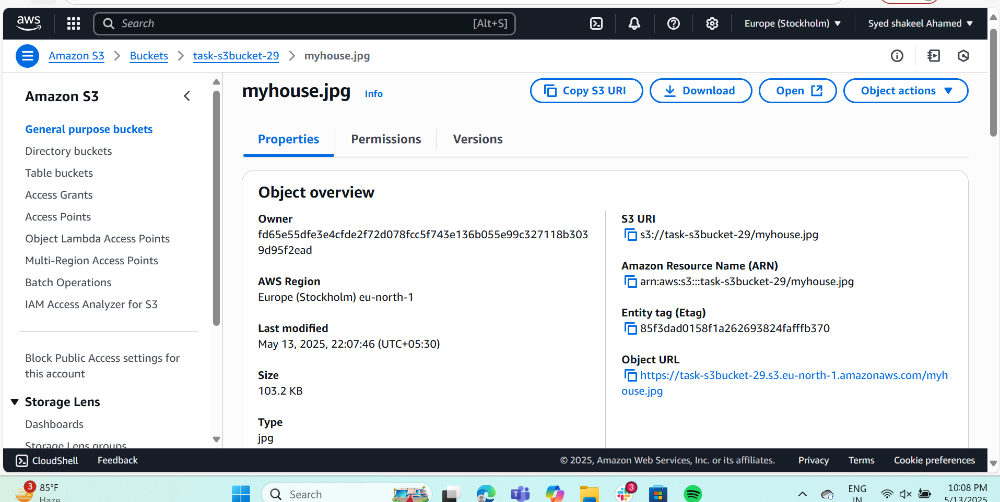 aws
Search
[Alt+S]
Europe (Stockholm)
Syed shakeel Ahamed
Amazon S3
Buckets
task-s3bucket-29
myhouse.jpg
Amazon S3
General purpose buckets
Directory buckets
Table buckets
Access Grants
Access Points
Object Lambda Access Points
Multi-Region Access Points
Batch Operations
IAM Access Analyzer for S3
Block Public Access settings for
this account
Storage Lens
Dashboards
Storage Lens groups
myhouse.jpg
Info
Copy S3 URI
Download
Open
Object actions
Properties
Permissions
Versions
Object overview
Owner
fd65e55dfe3e4cfde2f72d078fcc5f743e136b055e99c327118b303
9d95f2ead
AWS Region
Europe (Stockholm) eu-north-1
Last modified
May 13, 2025, 22:07:46 (UTC+05:30)
Size
103.2 KB
Type
jpg
S3 URI
s3://task-s3bucket-29/myhouse.jpg
Amazon Resource Name (ARN)
arn:aws:s3:::task-s3bucket-29/myhouse.jpg
Entity tag (Etag)
85f3dad0158f1a262693824fafffb370
Object URL
https://task-s3bucket-29.s3.eu-north-1.amazonaws.com/myh
ouse.jpg
CloudShell
Feedback
© 2025, Amazon Web Services, Inc. or its affiliates.
Privacy
Terms
Cookie preferences
3
85°F
Haze
Search
3
ENG
IN
10:08 PM
5/13/2025